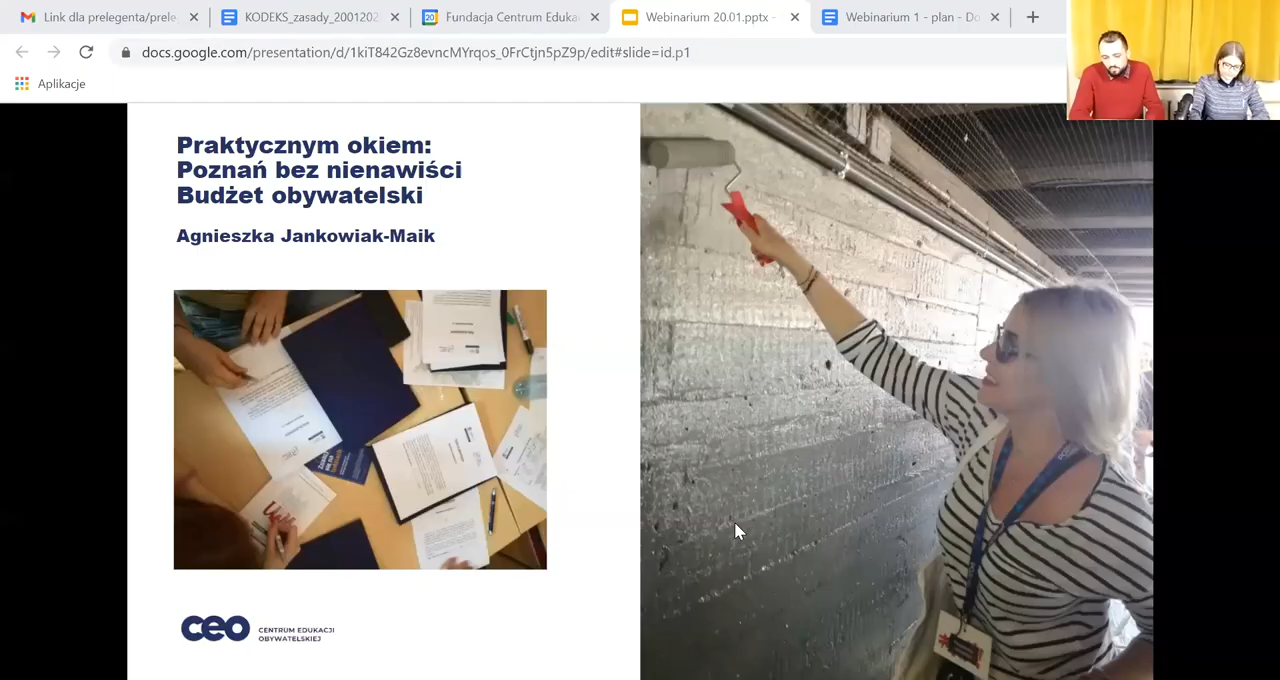 Link dla prelegenta/prele
KODEKS_zasady_2001202
Fundacja Centrum Eduka
Webinarium 20.01.pptx -
Webinarium 1 - plan - Do
docs.google.com/presentation/d/1kiT842Gz8evncMYrqos_0FrCtjn5pZ9p/edit#slide=id.p1
Aplikacje
Praktycznym okiem:
Poznań bez nienawiści
Budżet obywatelski
Agnieszka Jankowiak-Maik
ceo CENTRUM EDUKACJI
OBYWATELSKIEJ